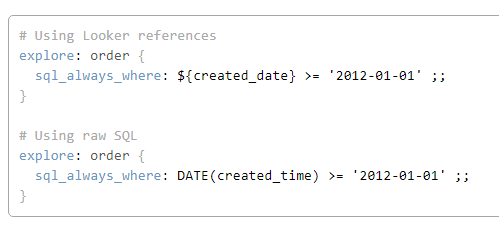 # Using Looker references
explore: order {
  sql_always_where: ${created_date} >= '2012-01-01' ;;
}
# Using raw SQL
explore: order {
  sql_always_where: DATE(created_time) >= '2012-01-01' ;;
}